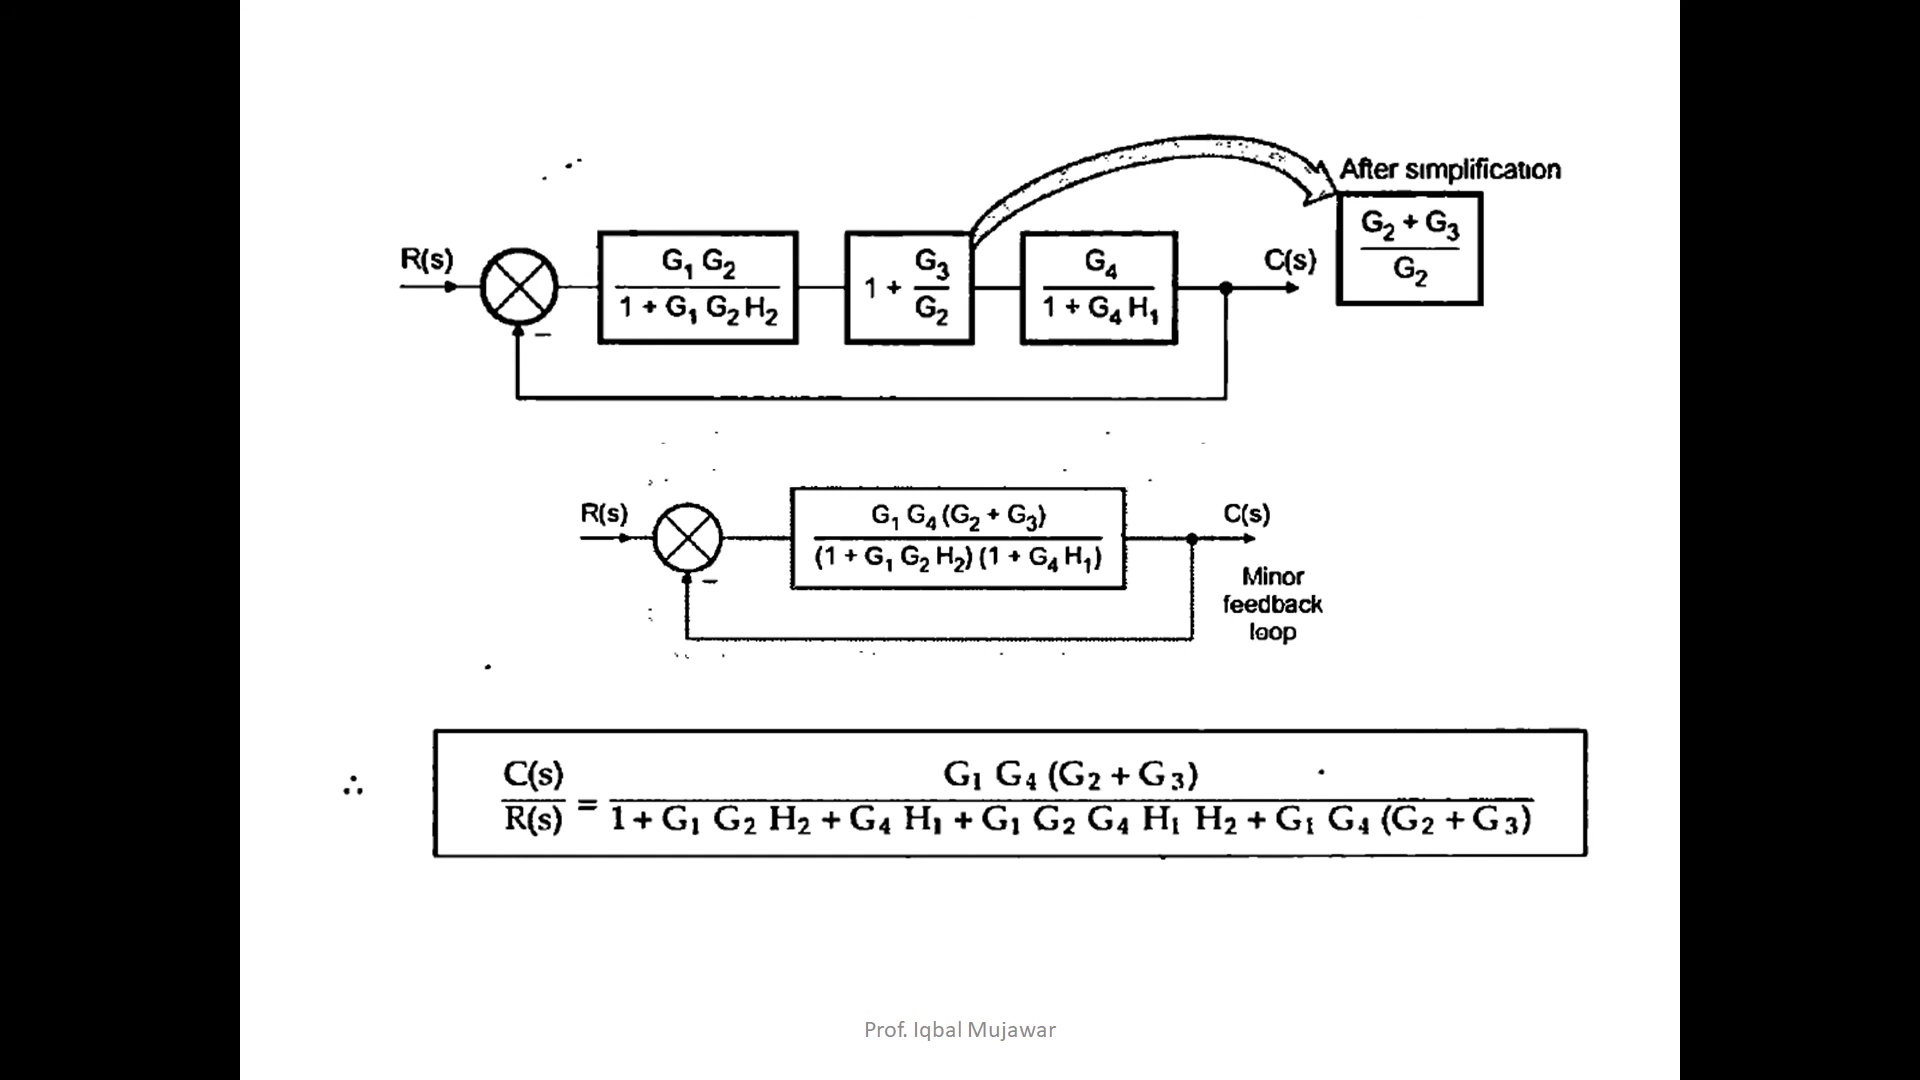 After simplification
G₂ + G₃
G₂
R(s)
G₁ G₂
1 + G₁ G₂ H₂
1 + G₃
G₂
G₄
1 + G₄ H₁
C(s)
−
R(s)
G₁ G₄ (G₂ + G₃)
(1 + G₁ G₂ H₂) (1 + G₄ H₁)
C(s)
−
Minor
feedback
loop
∴ C(s) / R(s) = G₁ G₄ (G₂ + G₃) / 1 + G₁ G₂ H₂ + G₄ H₁ + G₁ G₂ G₄ H₁ H₂ + G₁ G₄ (G₂ + G₃)
Prof. Iqbal Mujawar